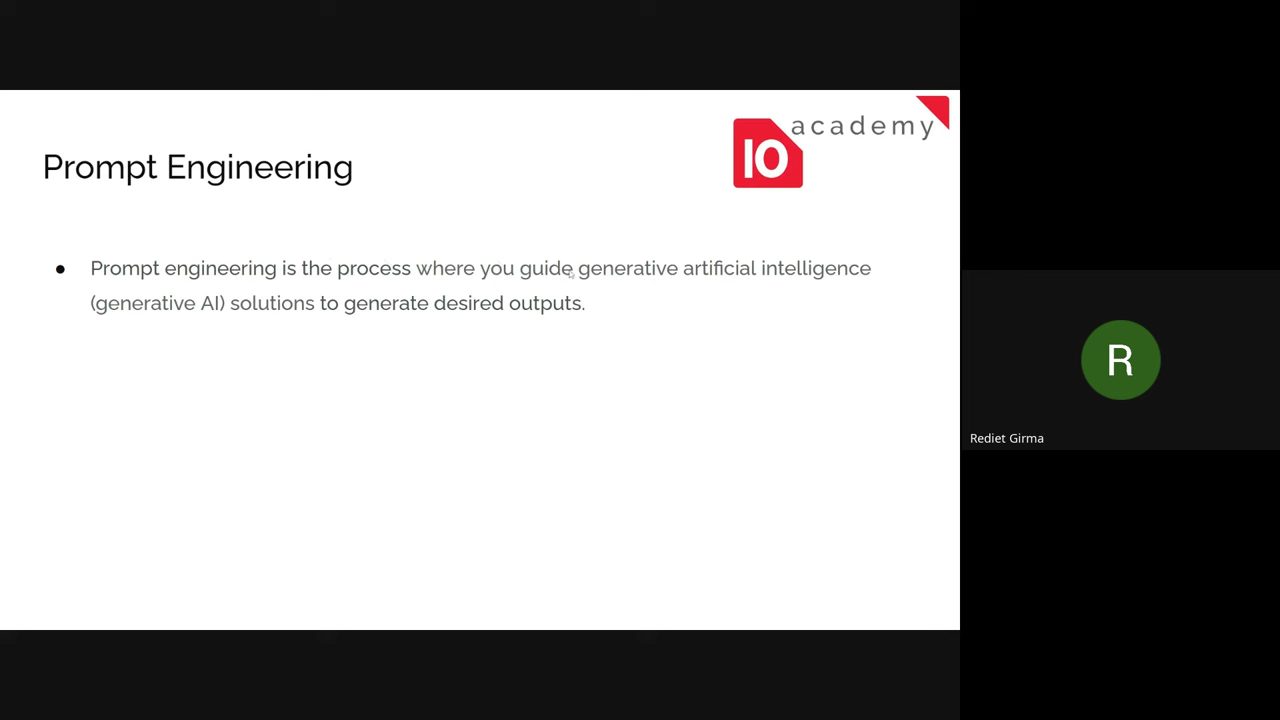 10 academy
Prompt Engineering
● Prompt engineering is the process where you guide generative artificial intelligence
(generative AI) solutions to generate desired outputs.
R
Rediet Girma